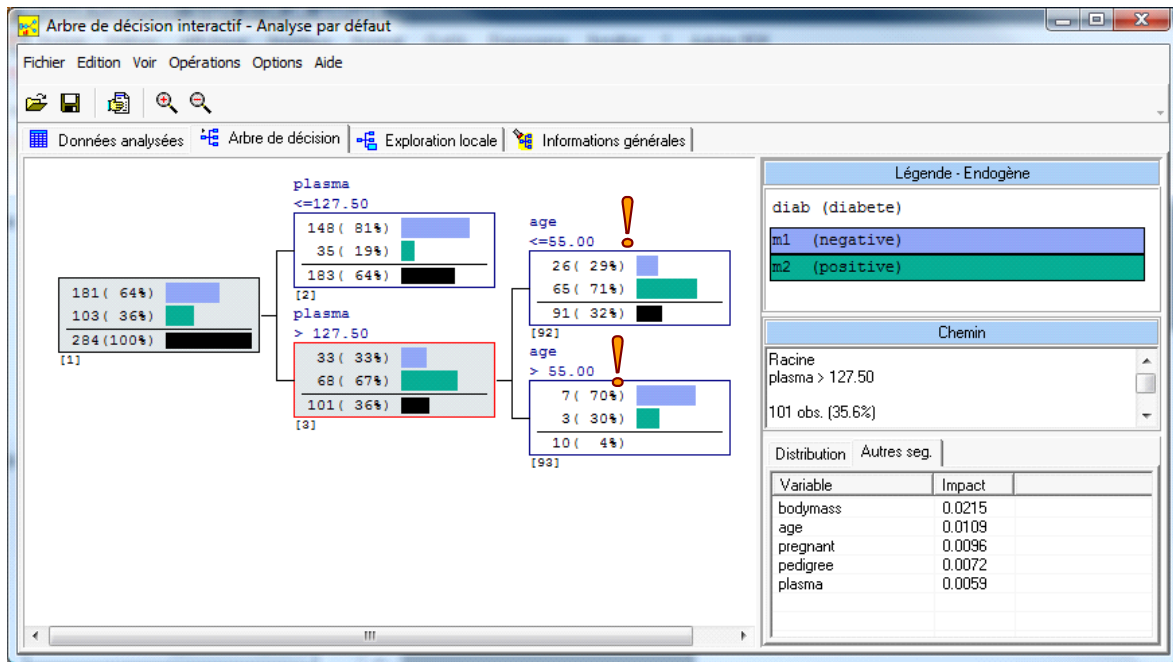 Arbre de décision interactif - Analyse par défaut
Fichier Edition Voir Opérations Options Aide
Données analysées Arbre de décision Exploration locale Informations générales
181( 64%)
103( 36%)
284(100%)
[1]
plasma
<=127.50
148( 81%)
35( 19%)
183( 64%)
[2]
plasma
> 127.50
33( 33%)
68( 67%)
101( 36%)
[3]
age
<=55.00
26( 29%)
65( 71%)
91( 32%)
[92]
age
> 55.00
7( 70%)
3( 30%)
10( 4%)
[93]
Légende - Endogène
diab (diabete)
m1 (negative)
m2 (positive)
Chemin
Racine
plasma > 127.50
101 obs. (35.6%)
Distribution Autres seg.
Variable Impact
bodymass 0.0215
age 0.0109
pregnant 0.0096
pedigree 0.0072
plasma 0.0059